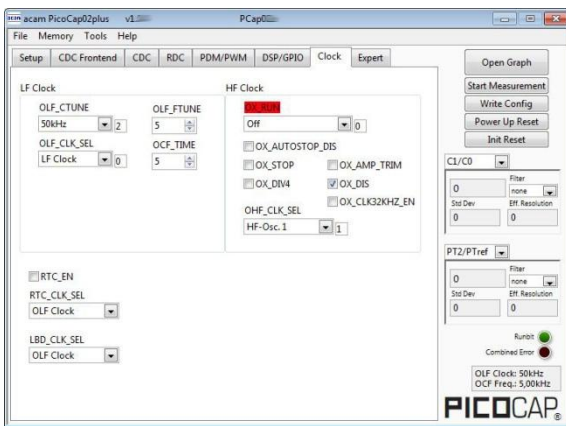 acam PicoCap02plus v1. PCap0
File Memory Tools Help
Setup CDC Frontend CDC RDC PDM/PWM DSP/GPIO Clock Expert
Open Graph
Start Measurement
Write Config
Power Up Reset
Init Reset
LF Clock
OLF_CTUNE OLF_FTUNE
50kHz 2 5
OLF_CLK_SEL OCF_TIME
LF Clock 0 5
HF Clock
OX_RUN
Off 0
OX_AUTOSTOP_DIS
OX_STOP OX_AMP_TRIM
OX_DIV4 OX_DIS
OX_CLK32KHZ_EN
OHF_CLK_SEL
HF-Osc. 1 1
RTC_EN
RTC_CLK_SEL
OLF Clock
LBD_CLK_SEL
OLF Clock
C1/C0
Filter
0 none
Std Dev Eff. Resolution
0 0
PT2/PTref
Filter
0 none
Std Dev Eff. Resolution
0 0
Runbit
Combined Error
OLF Clock: 50kHz
OCF Freq.: 5,00kHz
PICOCAP®